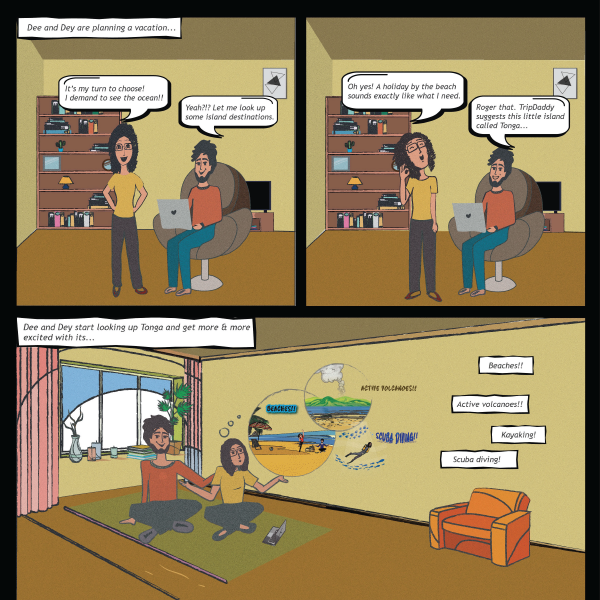 Dee and Dey are planning a vacation...
It's my turn to choose!
I demand to see the ocean!!
Yeah?!? Let me look up
some island destinations.
Oh yes! A holiday by the beach
sounds exactly like what I need.
Roger that. TripDaddy
suggests this little island
called Tonga...
Dee and Dey start looking up Tonga and get more & more
excited with its...
BEACHES!!
ACTIVE VOLCANOES!!
SCUBA DIVING!!
Beaches!!
Active volcanoes!!
Kayaking!
Scuba diving!